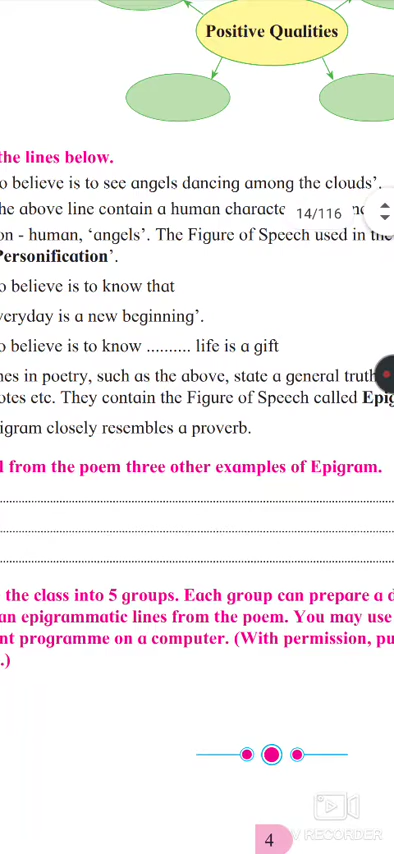 Positive Qualities
the lines below.
o believe is to see angels dancing among the clouds'.
he above line contain a human characte
14/116
on - human, 'angels'. The Figure of Speech used in the
Personification'.
o believe is to know that
veryday is a new beginning'.
o believe is to know .......... life is a gift
nes in poetry, such as the above, state a general truth
otes etc. They contain the Figure of Speech called Epig
igram closely resembles a proverb.
l from the poem three other examples of Epigram.
the class into 5 groups. Each group can prepare a d
an epigrammatic lines from the poem. You may use
nt programme on a computer. (With permission, pu
.)
4
V RECORDER